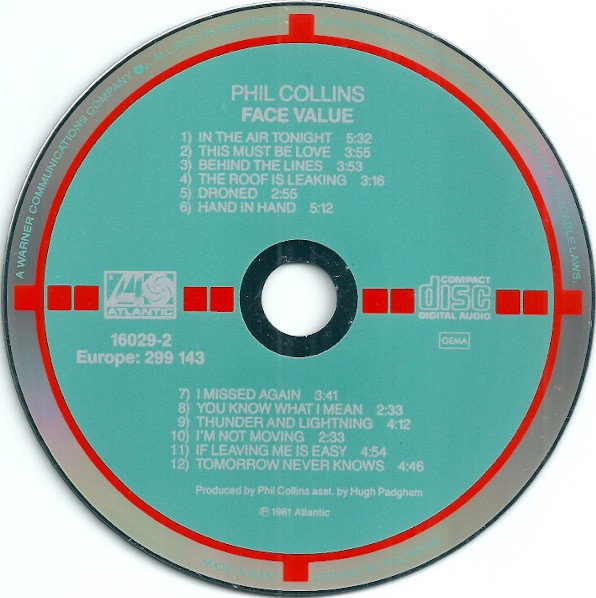 A WARNER COMMUNICATIONS COMPANY
ALL RIGHTS
LAWS.
PHIL COLLINS
FACE VALUE
1) IN THE AIR TONIGHT 5:32
2) THIS MUST BE LOVE 3:55
3) BEHIND THE LINES 3:53
4) THE ROOF IS LEAKING 3:16
5) DRONED 2:55
6) HAND IN HAND 5:12
ATLANTIC
COMPACT
disc
DIGITAL AUDIO
16029-2
Europe: 299 143
GEMA
7) I MISSED AGAIN 3:41
8) YOU KNOW WHAT I MEAN 2:33
9) THUNDER AND LIGHTNING 4:12
10) I'M NOT MOVING 2:33
11) IF LEAVING ME IS EASY 4:54
12) TOMORROW NEVER KNOWS 4:46
Produced by Phil Collins asst. by Hugh Padgham
℗ 1981 Atlantic